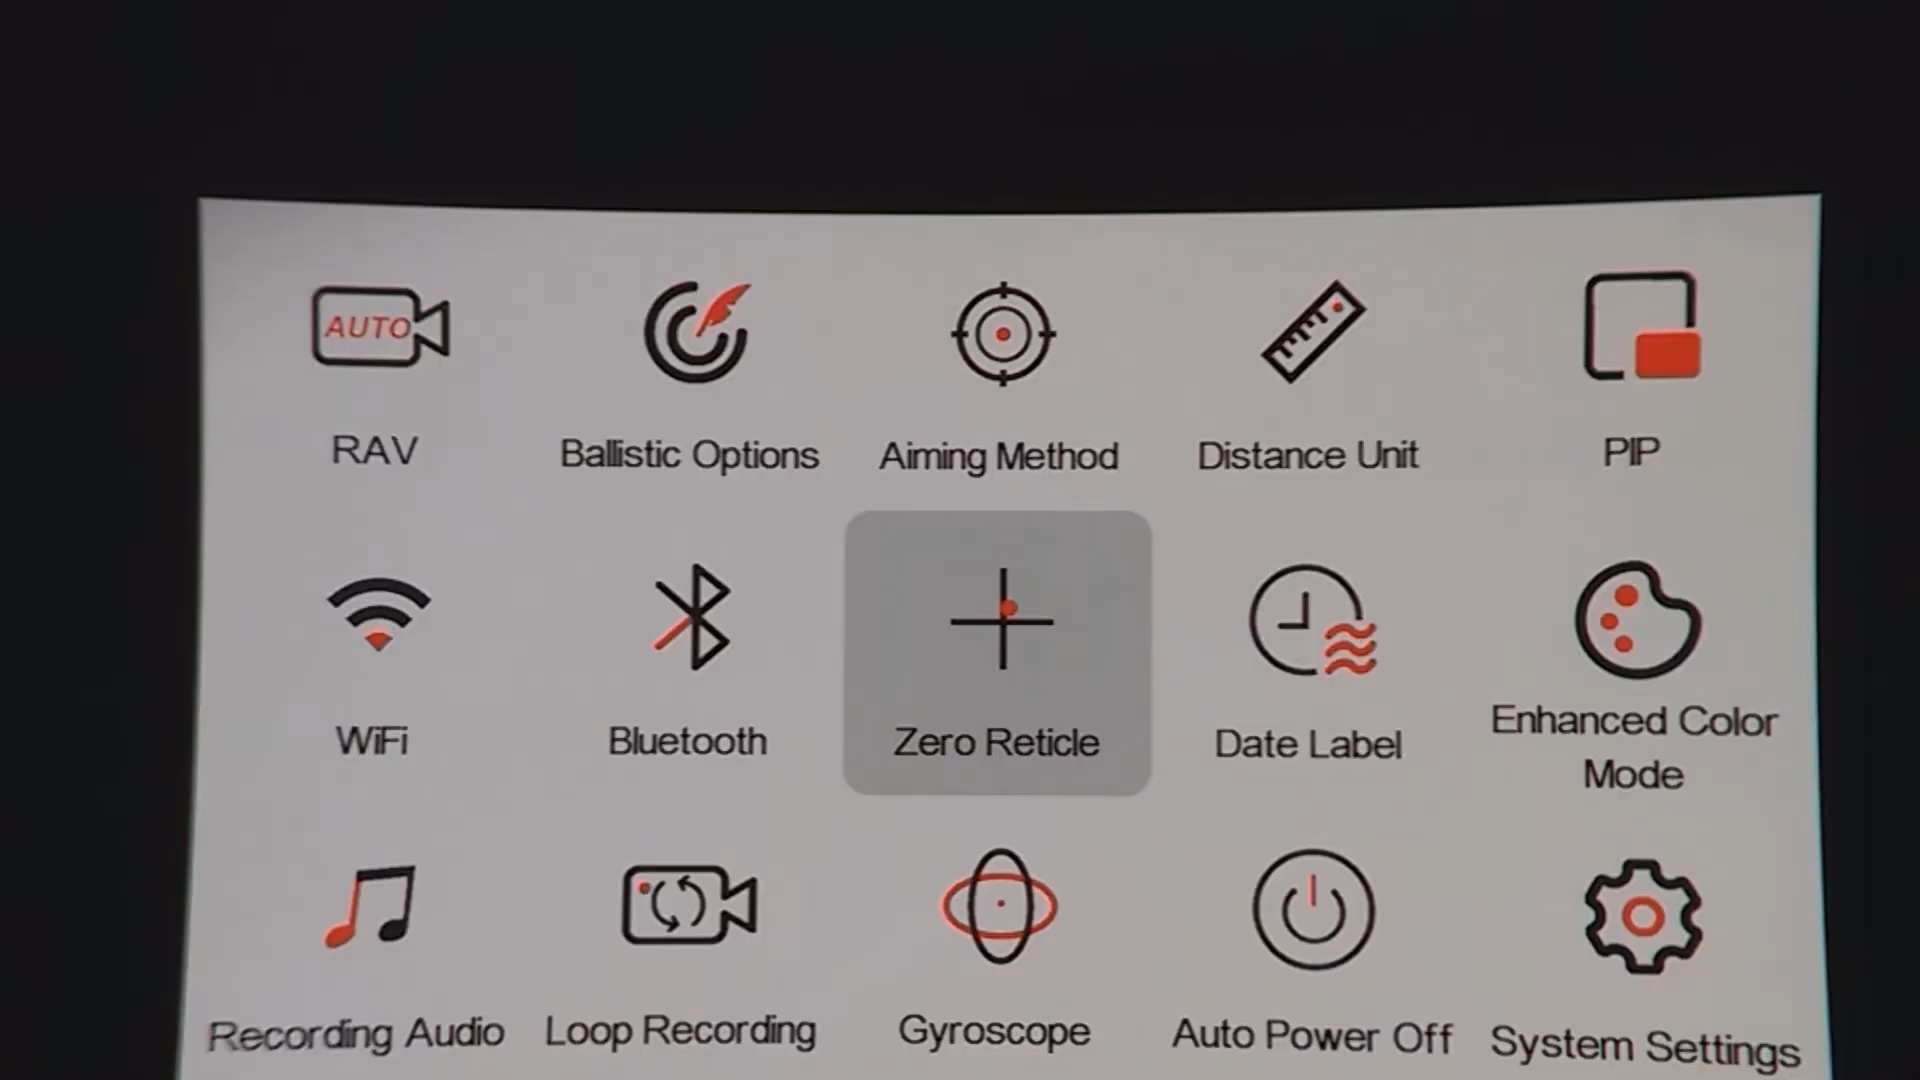 AUTO
RAV
Ballistic Options
Aiming Method
Distance Unit
PIP
WiFi
Bluetooth
Zero Reticle
Date Label
Enhanced Color
Mode
Recording Audio
Loop Recording
Gyroscope
Auto Power Off
System Settings